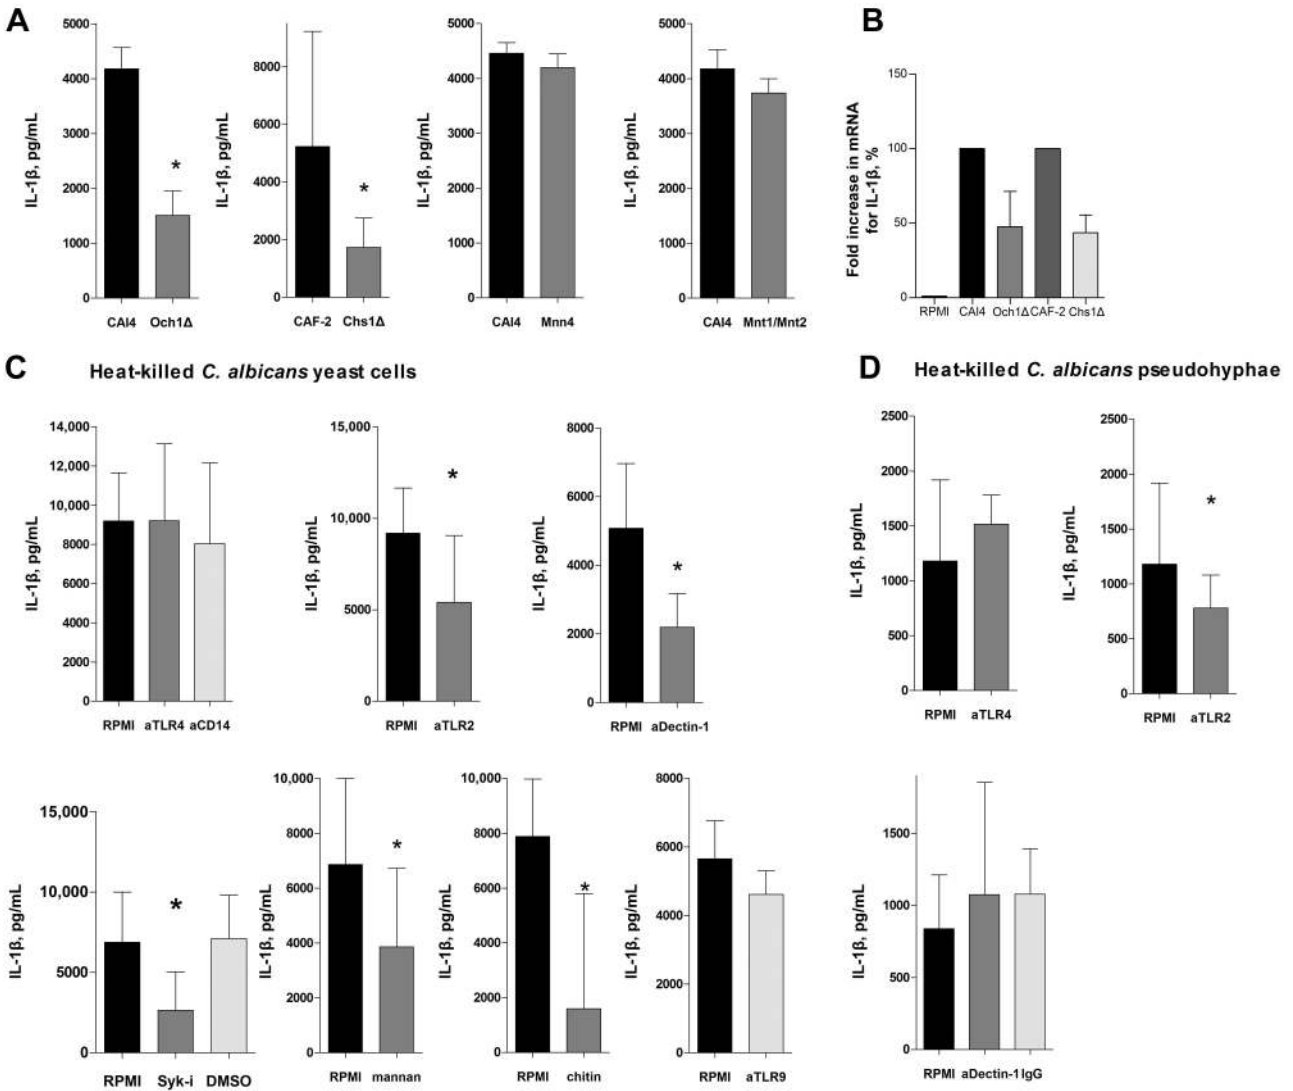 A
B
IL-1β, pg/mL
5000
4000
3000
2000
1000
0
CAI4 Och1Δ
*
IL-1β, pg/mL
8000
6000
4000
2000
0
CAF-2 Chs1Δ
*
IL-1β, pg/mL
5000
4000
3000
2000
1000
0
CAI4 Mnn4
IL-1β, pg/mL
5000
4000
3000
2000
1000
0
CAI4 Mnt1/Mnt2
Fold increase in mRNA
for IL-1β, %
150
100
50
0
RPMI CAI4 Och1Δ CAF-2 Chs1Δ
C
Heat-killed C. albicans yeast cells
D
Heat-killed C. albicans pseudohyphae
IL-1β, pg/mL
14,000
12,000
10,000
8000
6000
4000
2000
0
RPMI aTLR4 aCD14
IL-1β, pg/mL
15,000
10,000
5000
0
RPMI aTLR2
*
IL-1β, pg/mL
8000
6000
4000
2000
0
RPMI aDectin-1
*
IL-1β, pg/mL
2500
2000
1500
1000
500
0
RPMI aTLR4
IL-1β, pg/mL
2500
2000
1500
1000
500
0
RPMI aTLR2
*
IL-1β, pg/mL
15,000
10,000
5000
0
RPMI Syk-i DMSO
*
IL-1β, pg/mL
10,000
8000
6000
4000
2000
0
RPMI mannan
*
IL-1β, pg/mL
10,000
8000
6000
4000
2000
0
RPMI chitin
*
IL-1β, pg/mL
8000
6000
4000
2000
0
RPMI aTLR9
IL-1β, pg/mL
1500
1000
500
0
RPMI aDectin-1 IgG